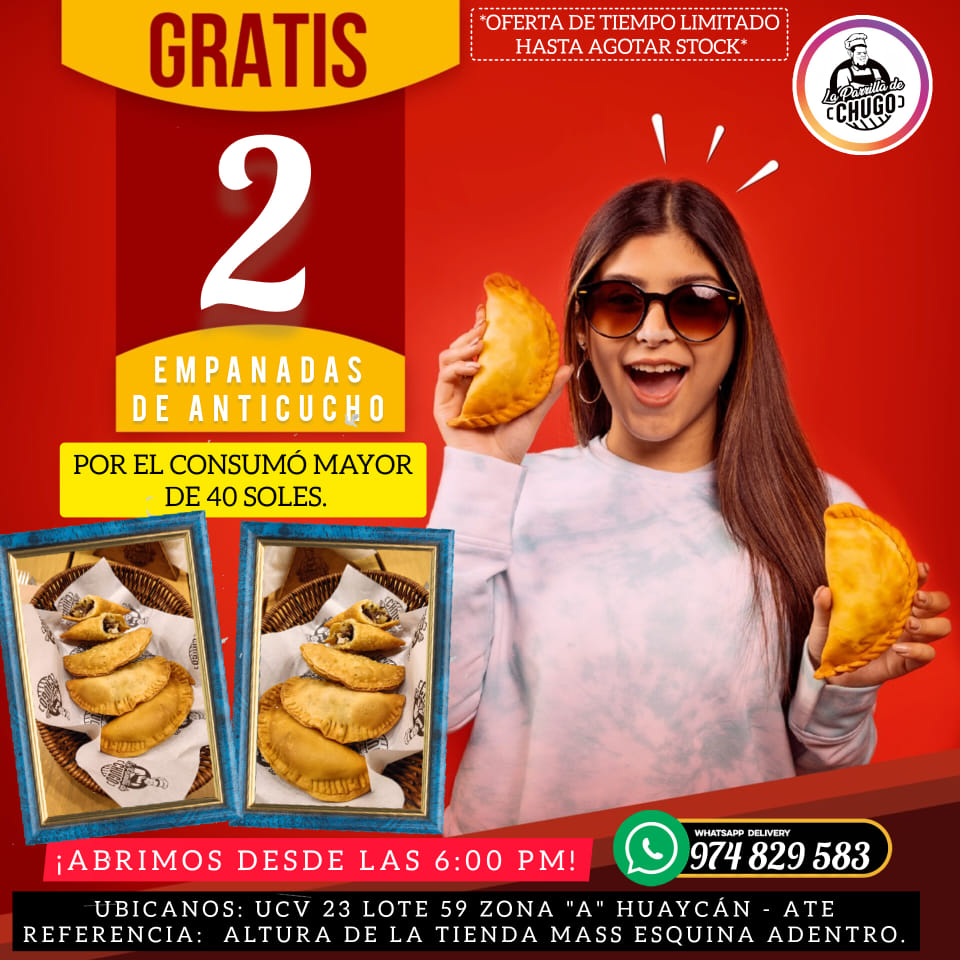 GRATIS
*OFERTA DE TIEMPO LIMITADO
HASTA AGOTAR STOCK*
La Parrilla de
CHUGO
2
EMPANADAS
DE ANTICUCHO
POR EL CONSUMÓ MAYOR
DE 40 SOLES.
¡ABRIMOS DESDE LAS 6:00 PM!
WHATSAPP DELIVERY
974 829 583
UBICANOS: UCV 23 LOTE 59 ZONA "A" HUAYCÁN - ATE
REFERENCIA: ALTURA DE LA TIENDA MASS ESQUINA ADENTRO.